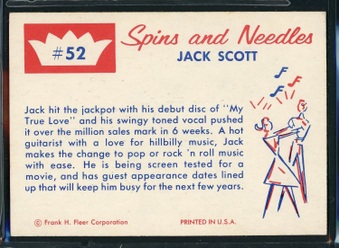 #52
Spins and Needles
JACK SCOTT
Jack hit the jackpot with his debut disc of "My
True Love" and his swingy toned vocal pushed
it over the million sales mark in 6 weeks. A hot
guitarist with a love for hillbilly music, Jack
makes the change to pop or rock 'n roll music
with ease. He is being screen tested for a
movie, and has guest appearance dates lined
up that will keep him busy for the next few years.
© Frank H. Fleer Corporation
PRINTED IN U.S.A.